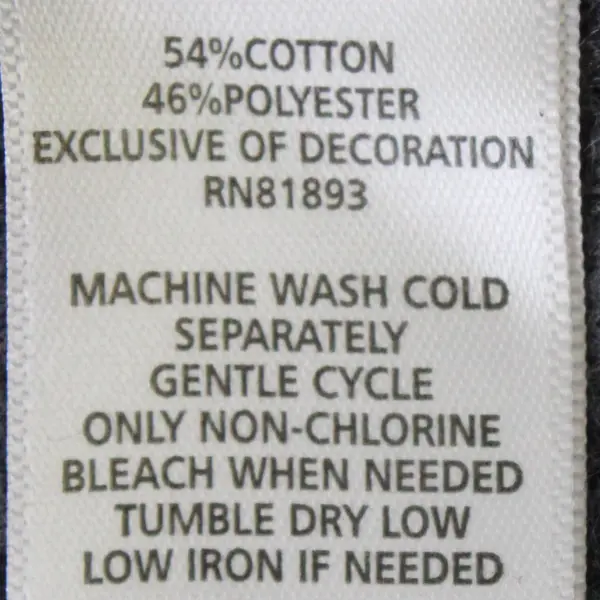 54%COTTON
46%POLYESTER
EXCLUSIVE OF DECORATION
RN81893
MACHINE WASH COLD
SEPARATELY
GENTLE CYCLE
ONLY NON-CHLORINE
BLEACH WHEN NEEDED
TUMBLE DRY LOW
LOW IRON IF NEEDED